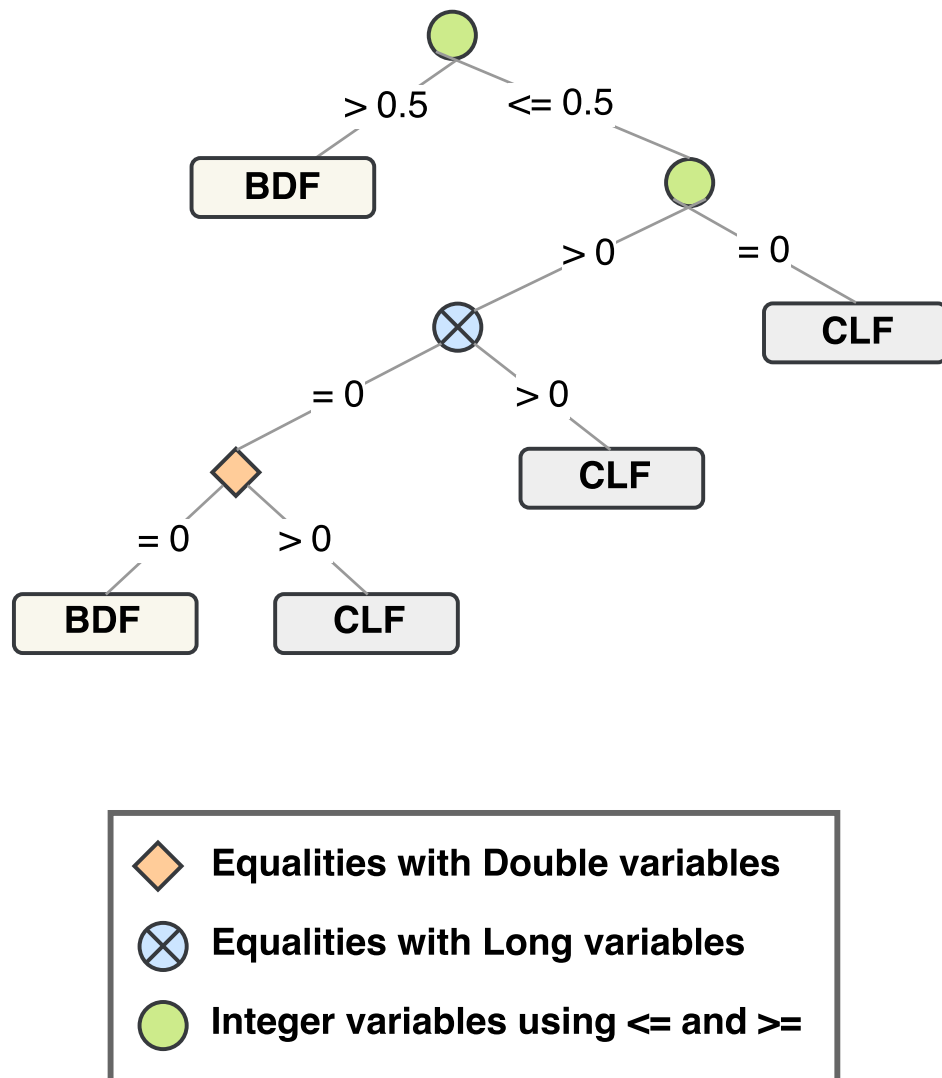 > 0.5
<= 0.5
BDF
> 0
= 0
CLF
= 0
> 0
CLF
= 0
> 0
BDF
CLF
Equalities with Double variables
Equalities with Long variables
Integer variables using <= and >=